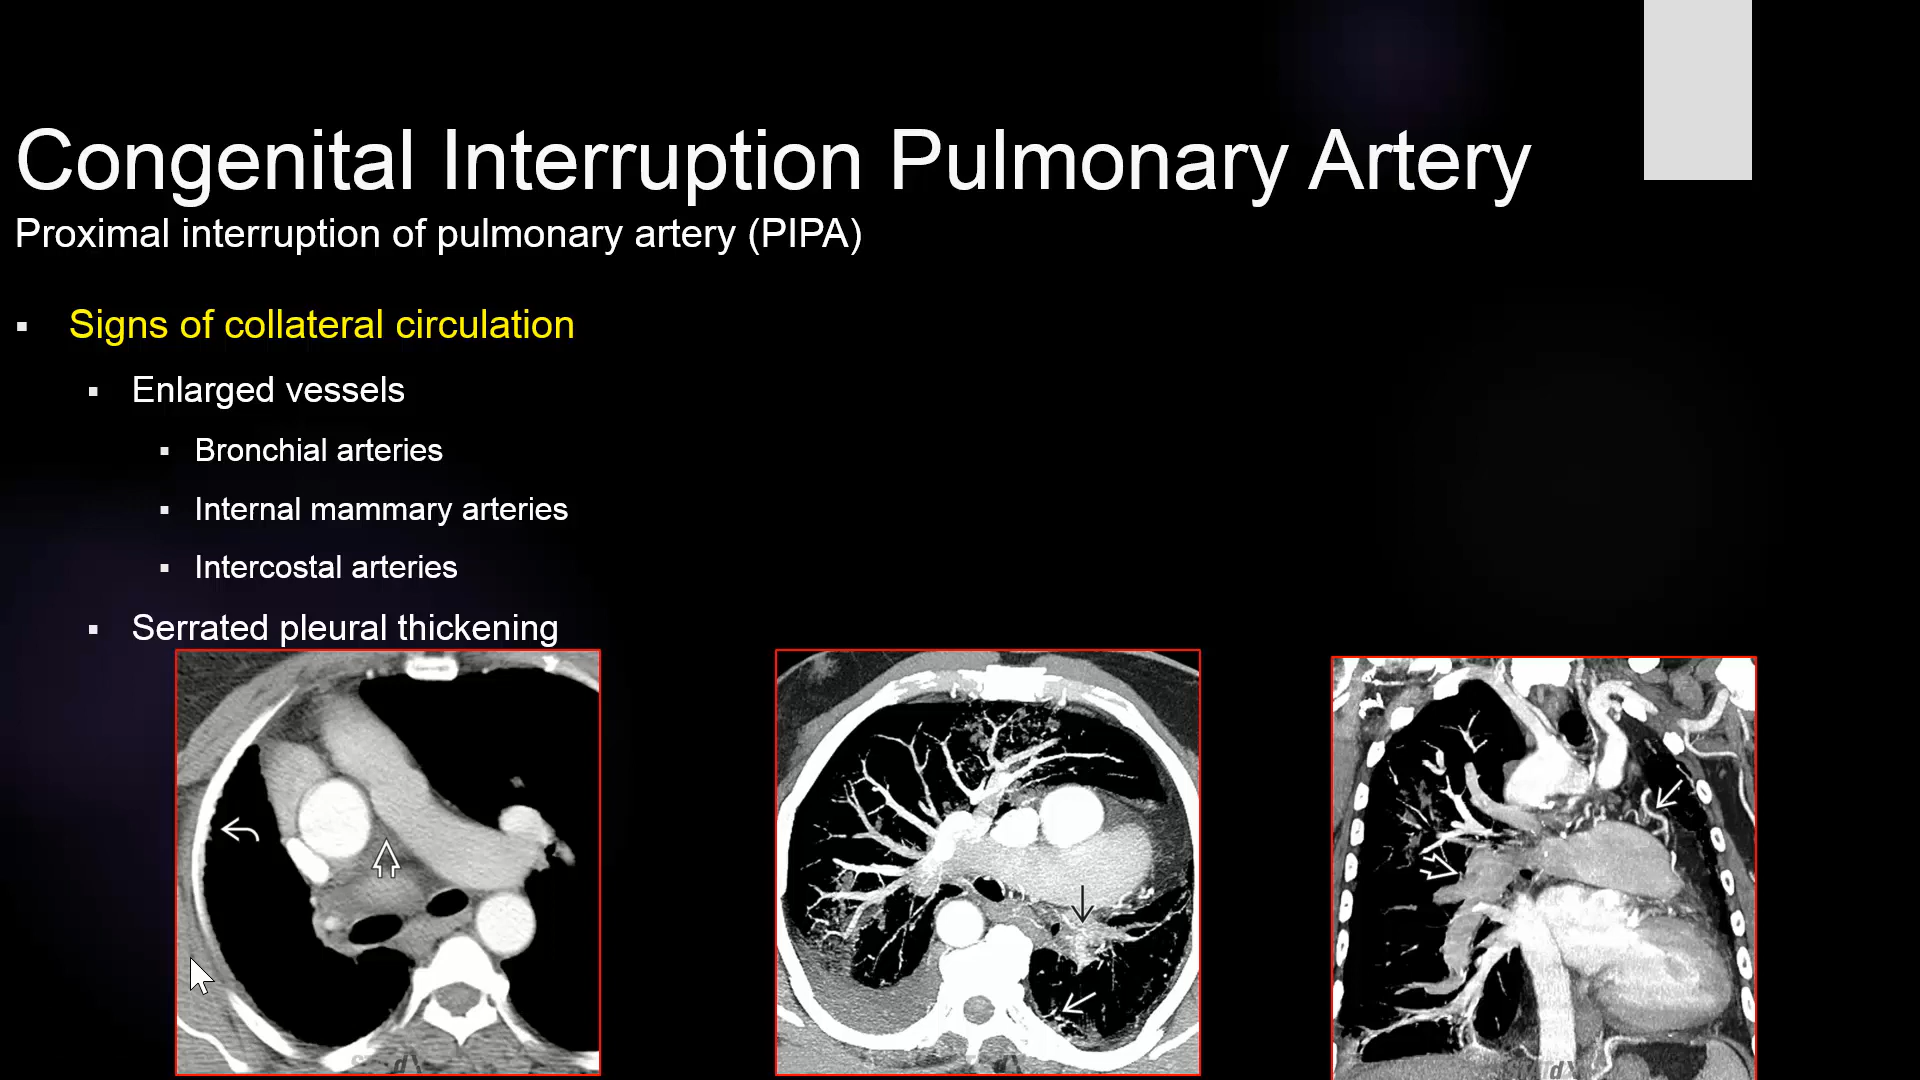 Congenital Interruption Pulmonary Artery
Proximal interruption of pulmonary artery (PIPA)
Signs of collateral circulation
Enlarged vessels
Bronchial arteries
Internal mammary arteries
Intercostal arteries
Serrated pleural thickening